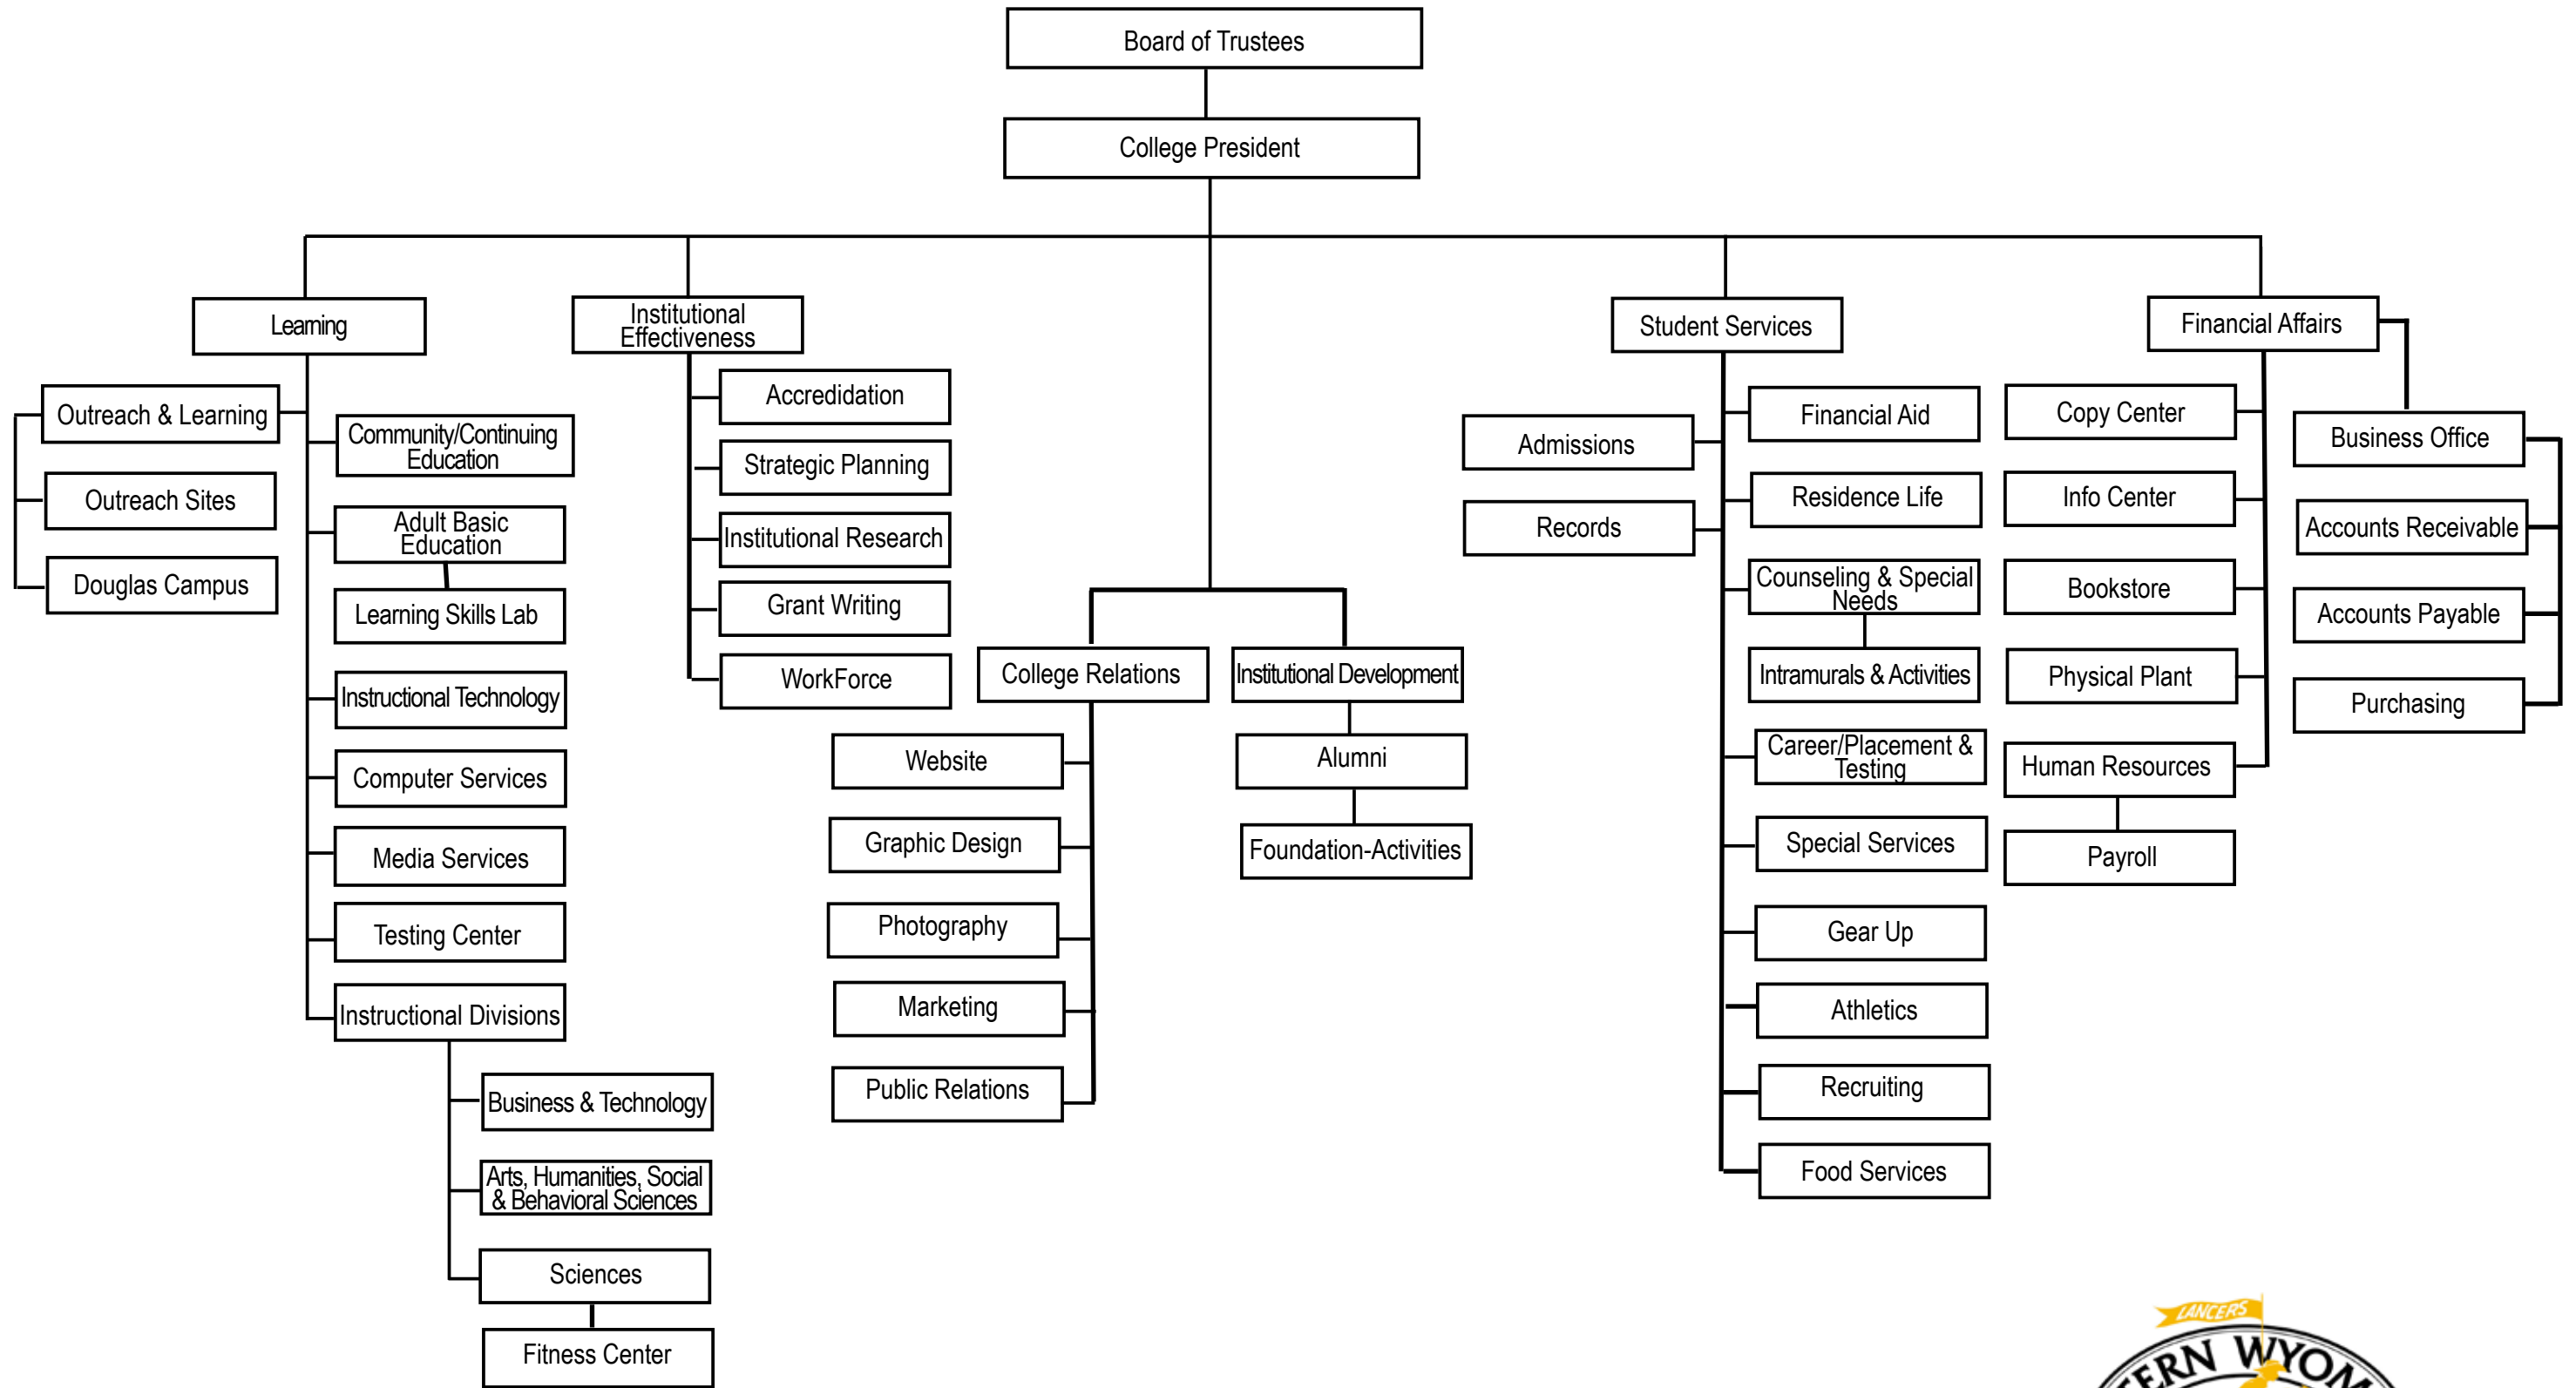 Board of Trustees
College President
Learning
Institutional
Effectiveness
Student Services
Financial Affairs
Outreach & Learning
Outreach Sites
Douglas Campus
Community/Continuing
Education
Adult Basic
Education
Learning Skills Lab
Instructional Technology
Computer Services
Media Services
Testing Center
Instructional Divisions
Business & Technology
Arts, Humanities, Social
& Behavioral Sciences
Sciences
Fitness Center
Accredidation
Strategic Planning
Institutional Research
Grant Writing
WorkForce
College Relations
Website
Graphic Design
Photography
Marketing
Public Relations
Institutional Development
Alumni
Foundation-Activities
Admissions
Records
Financial Aid
Residence Life
Counseling & Special
Needs
Intramurals & Activities
Career/Placement &
Testing
Special Services
Gear Up
Athletics
Recruiting
Food Services
Copy Center
Info Center
Bookstore
Physical Plant
Human Resources
Payroll
Business Office
Accounts Receivable
Accounts Payable
Purchasing
LANCERS